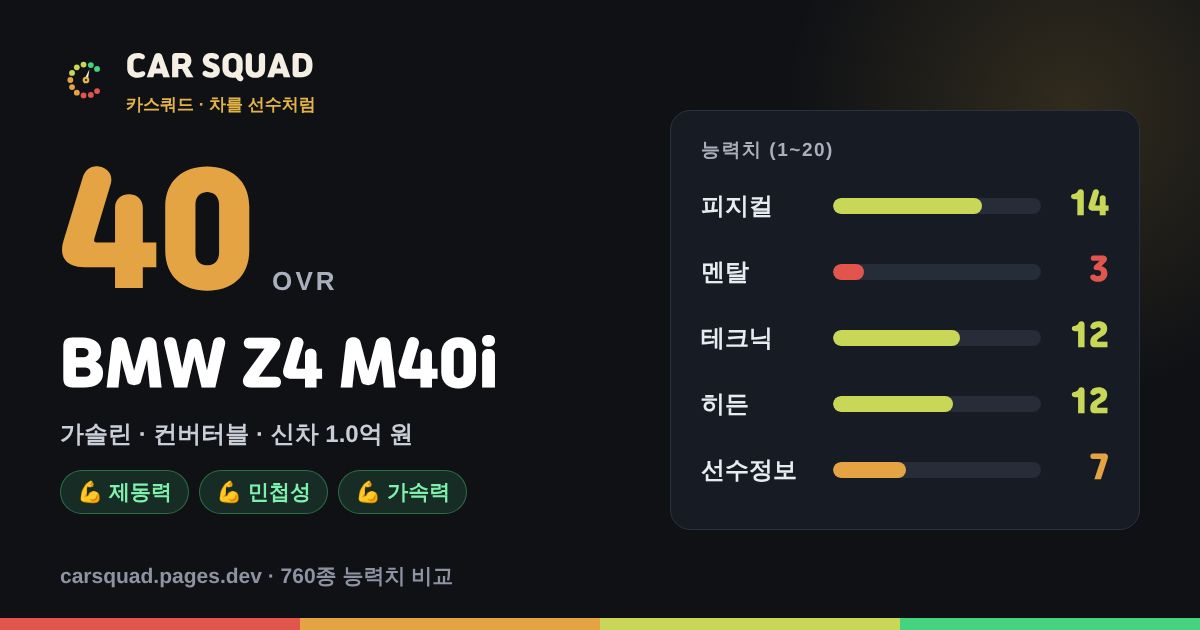 CAR SQUAD
카스쿼드 · 차를 선수처럼
40 OVR
BMW Z4 M40i
가솔린 · 컨버터블 · 신차 1.0억 원
💪 제동력 💪 민첩성 💪 가속력
carsquad.pages.dev · 760종 능력치 비교
능력치 (1~20)
피지컬 14
멘탈 3
테크닉 12
히든 12
선수정보 7